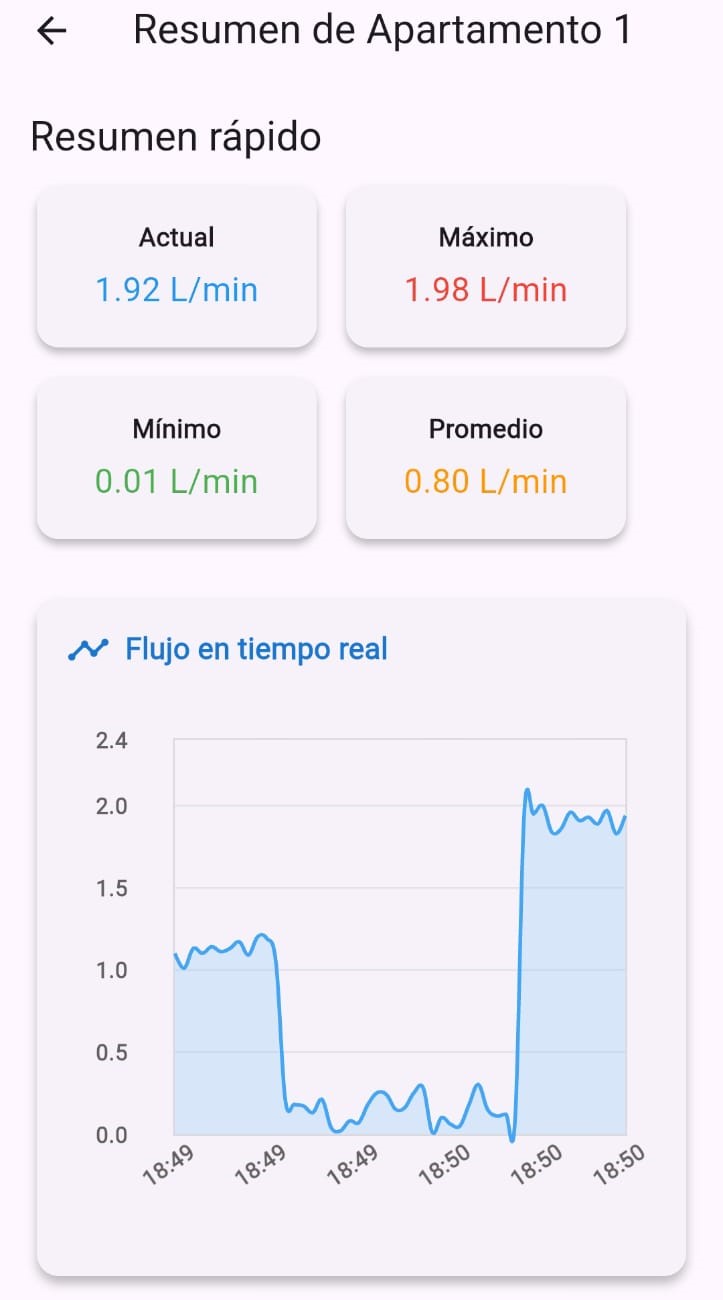 Resumen de Apartamento 1
Resumen rápido
Actual
1.92 L/min
Máximo
1.98 L/min
Mínimo
0.01 L/min
Promedio
0.80 L/min
Flujo en tiempo real
2.4
2.0
1.5
1.0
0.5
0.0
18:49 18:49 18:49 18:50 18:50 18:50